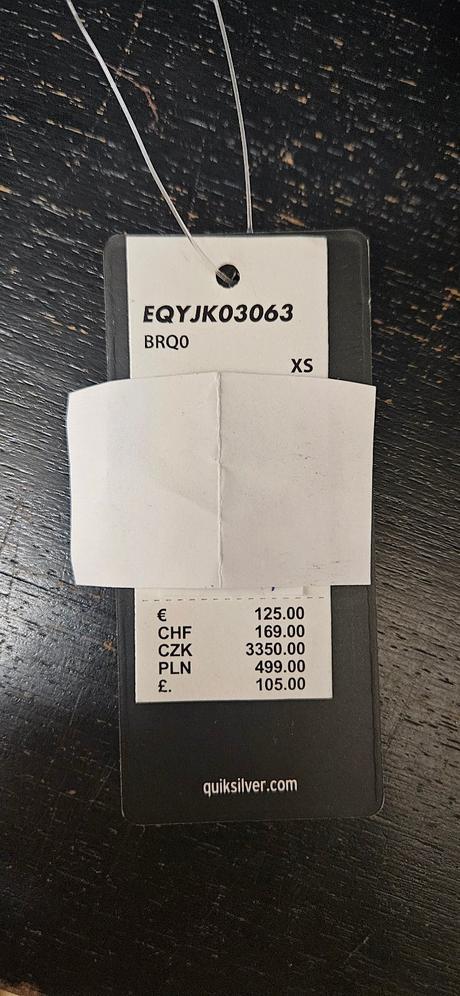 EQYJK03063
BRQ0
XS
€ 125.00
CHF 169.00
CZK 3350.00
PLN 499.00
£. 105.00
quiksilver.com